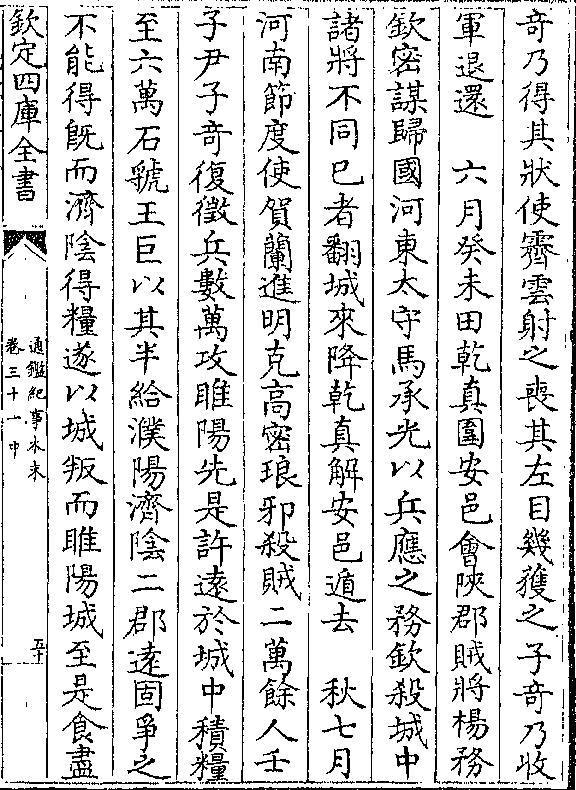 奇乃得其狀使霽雲射之喪其左目幾獲之子奇乃收
軍退還　六月癸未田乾真圍安邑會陜郡賊將楊務
欽密謀歸國河東太守馬承光以兵應之務欽殺城中
諸將不同已者翻城來降乾真解安邑遁去　秋七月
河南節度使賀蘭進明克高密琅邪殺賊二萬餘人壬
子尹子奇復徵兵數萬攻睢陽先是許遠於城中積糧
至六萬石虢王巨以其半給濮陽濟陰二郡遠固爭之
不能得既而濟陰得糧遂以城叛而睢陽城至是食盡
欽定四庫全書
通鑑紀事本末
卷三十一中
五十